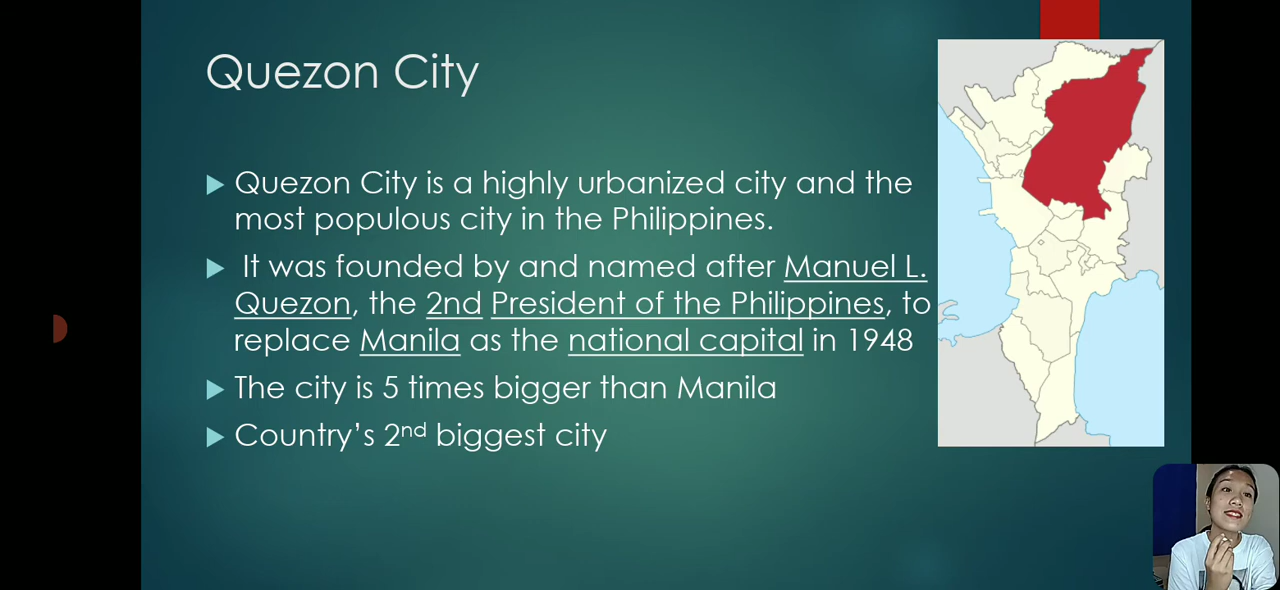 Quezon City
Quezon City is a highly urbanized city and the
most populous city in the Philippines.
It was founded by and named after Manuel L.
Quezon, the 2nd President of the Philippines, to
replace Manila as the national capital in 1948
The city is 5 times bigger than Manila
Country's 2nd biggest city